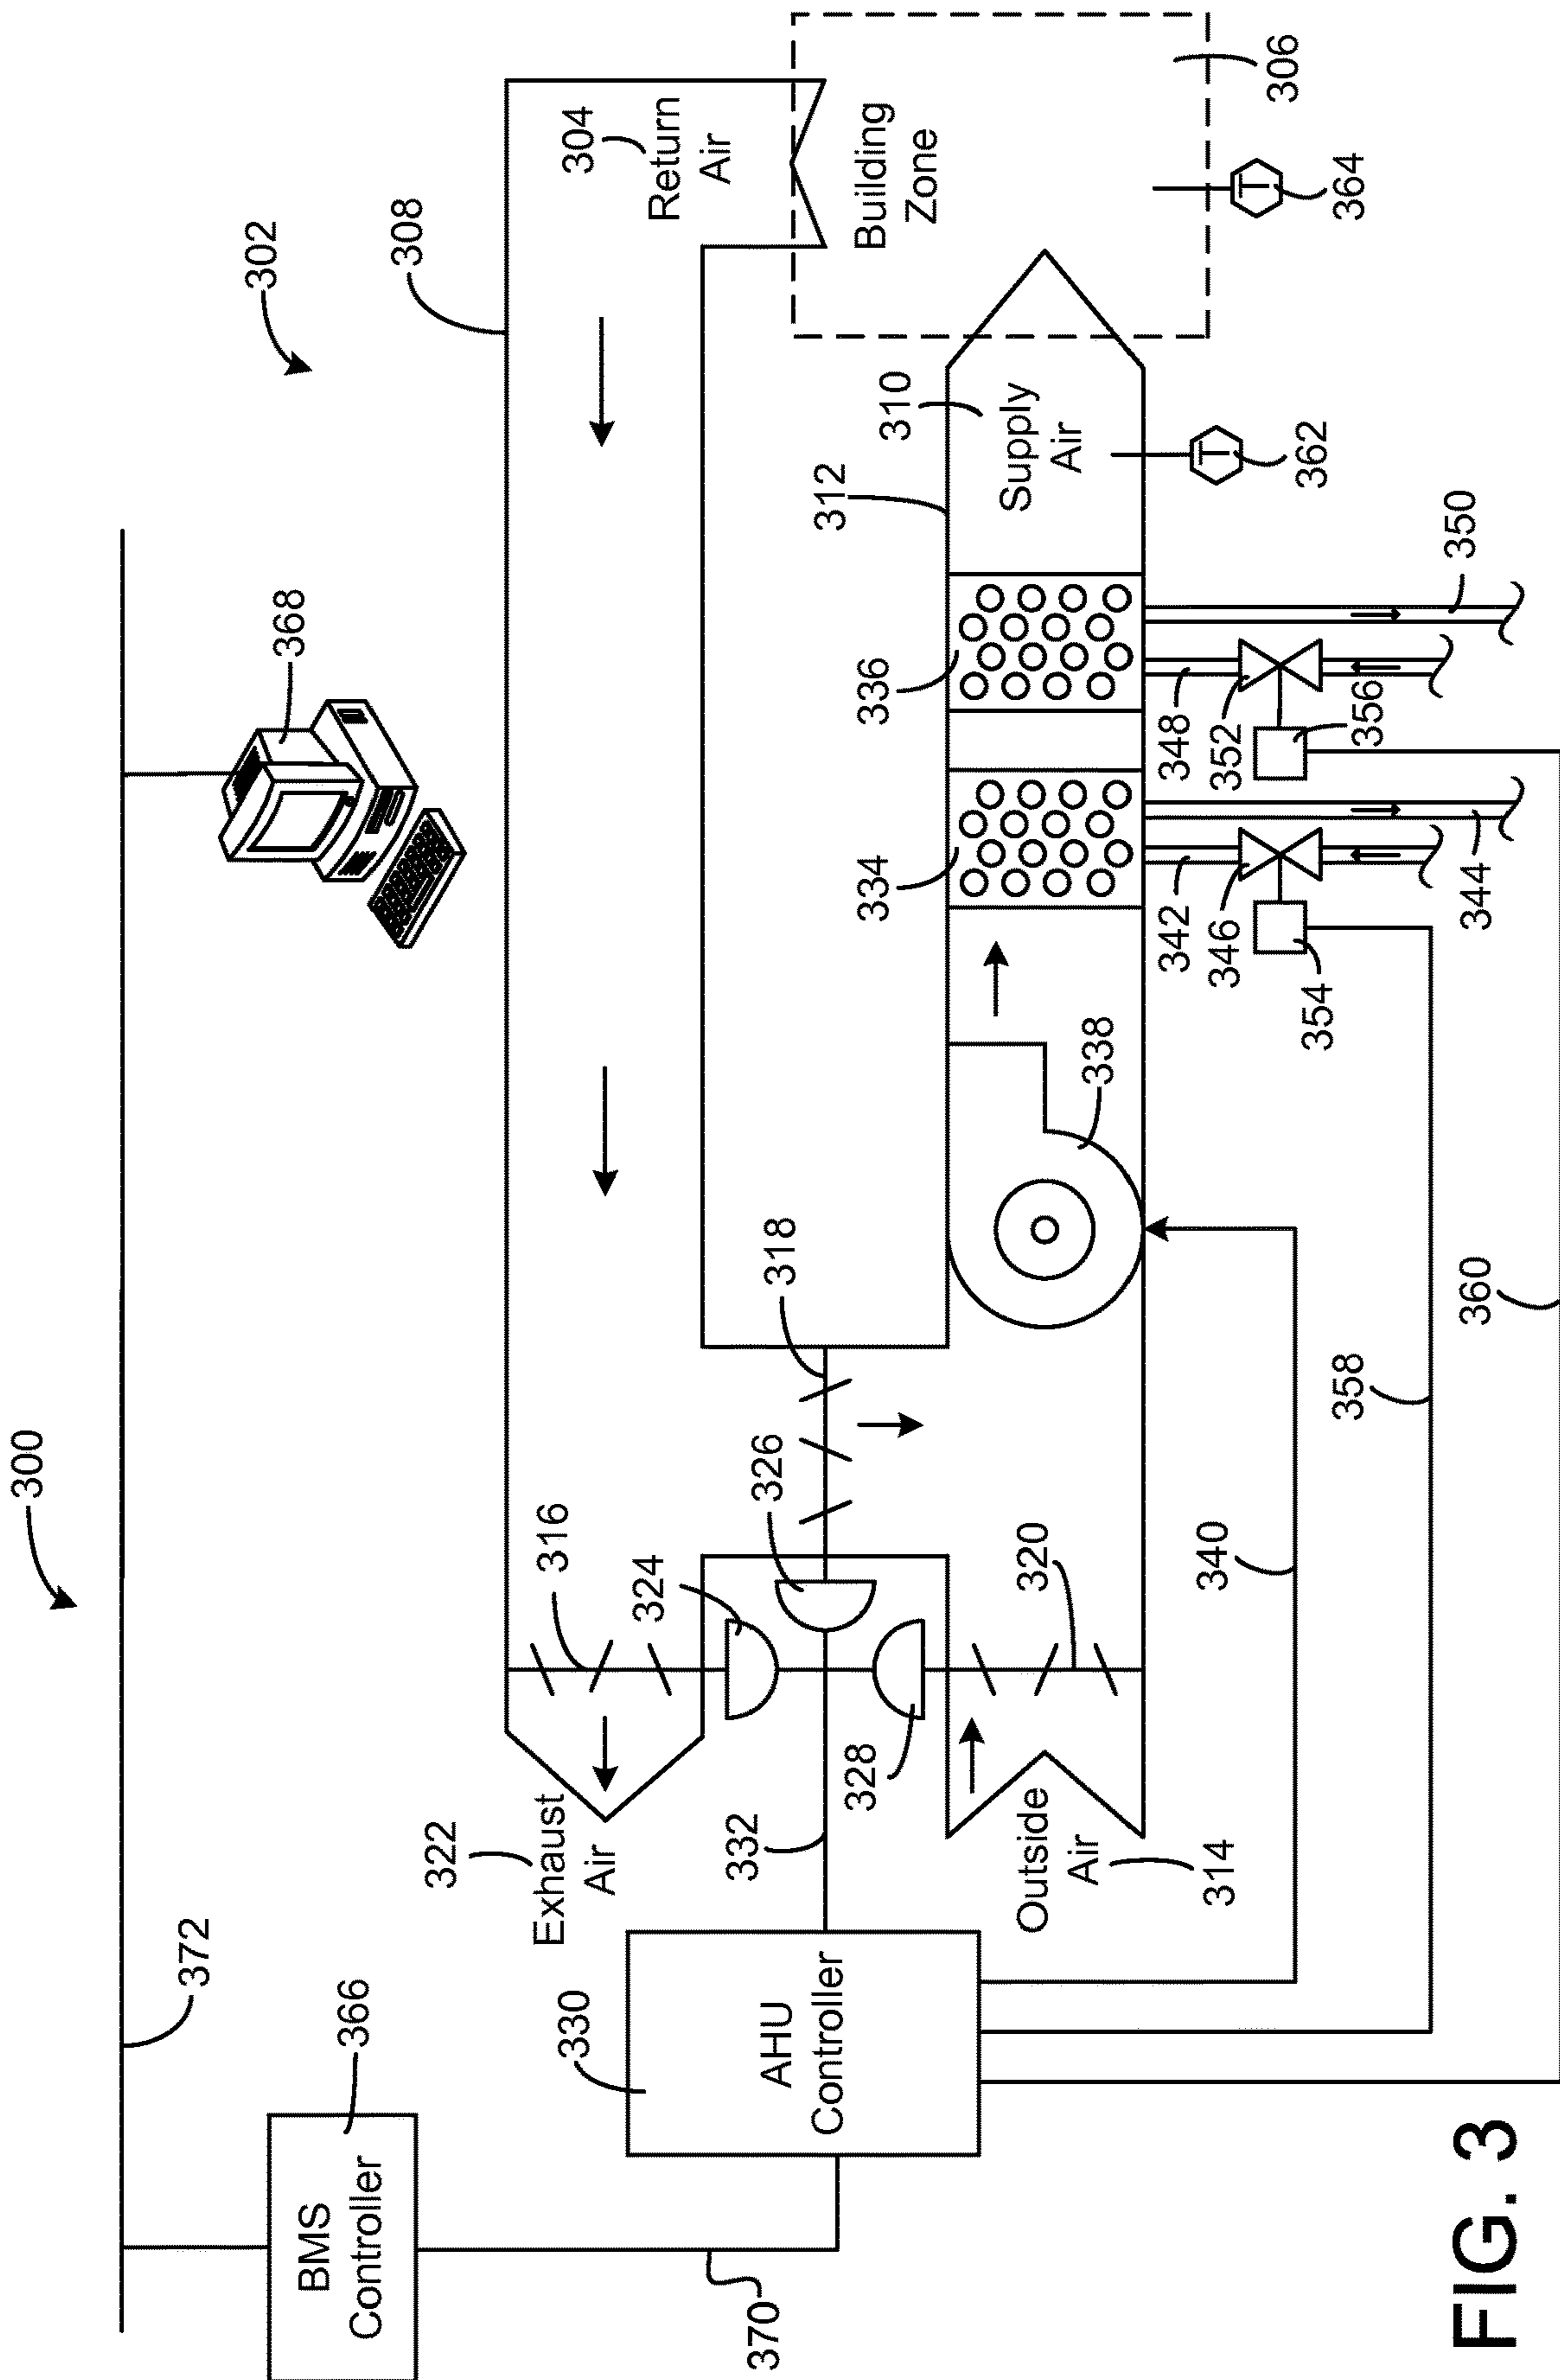 300
372
BMS
Controller
366
370
368
302
308
304
Return
Air
Building
Zone
306
364
322
Exhaust
Air
316
324
326
318
332
328
330
AHU
Controller
Outside
Air
314
320
338
334
336
312
310
Supply
Air
T
362
T
342
346
354
344
348
352
356
350
340
358
360
FIG. 3